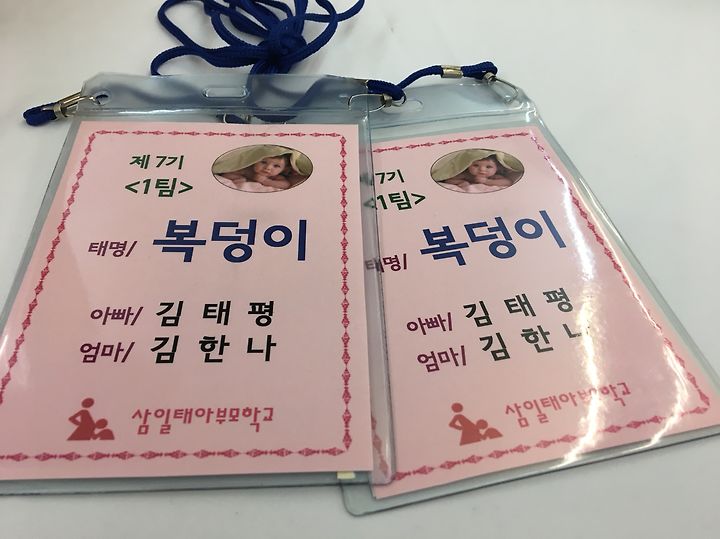 제 7기
<1팀>
태명/ 복덩이
아빠/ 김 태 평
엄마/ 김 한 나
삼일태아부모학교
7기
1팀>
태명/ 복덩이
아빠/ 김 태 평
엄마/ 김 한 나
삼일태아부모학교